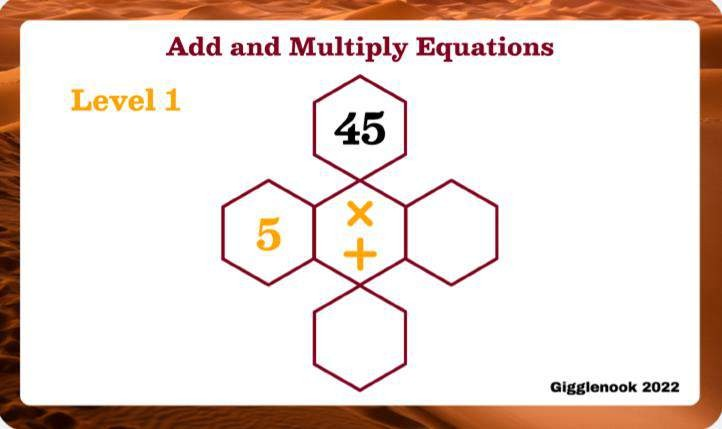 Add and Multiply Equations
Level 1
45
5
×
+
Gigglenook 2022